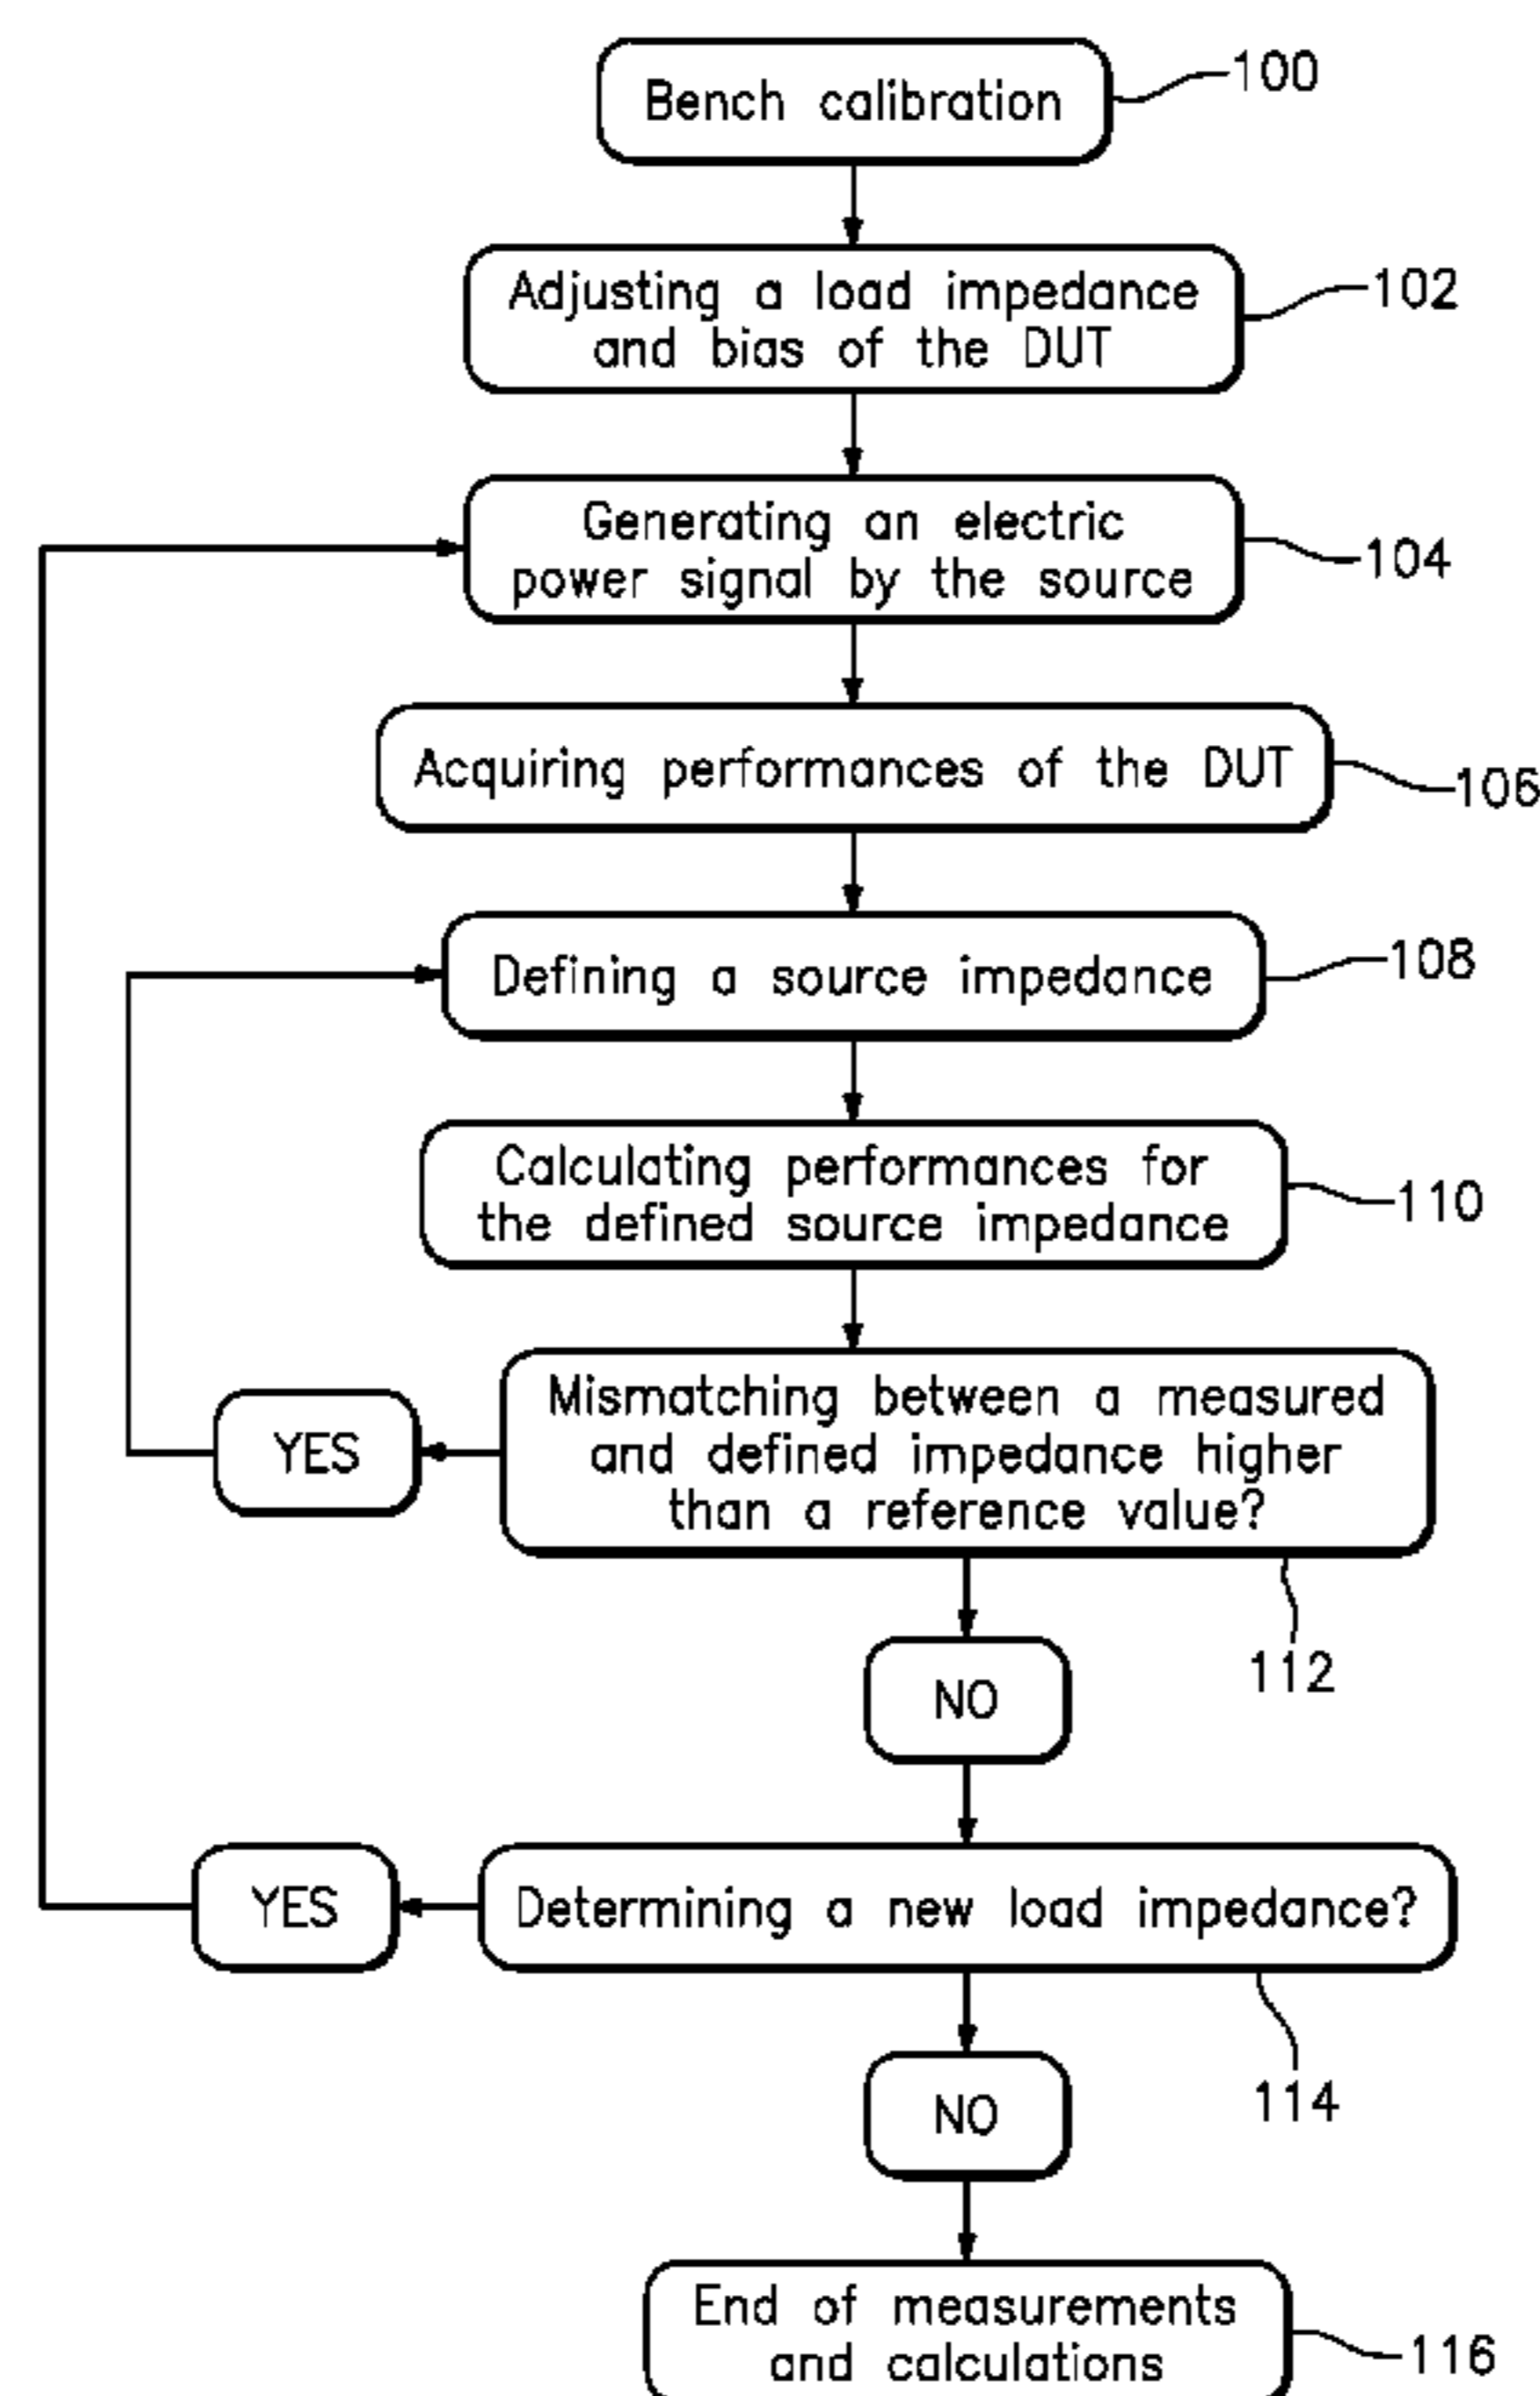 Bench calibration
100
Adjusting a load impedance
and bias of the DUT
102
Generating an electric
power signal by the source
104
Acquiring performances of the DUT
106
Defining a source impedance
108
Calculating performances for
the defined source impedance
110
Mismatching between a measured
and defined impedance higher
than a reference value?
YES
112
NO
Determining a new load impedance?
YES
114
NO
End of measurements
and calculations
116